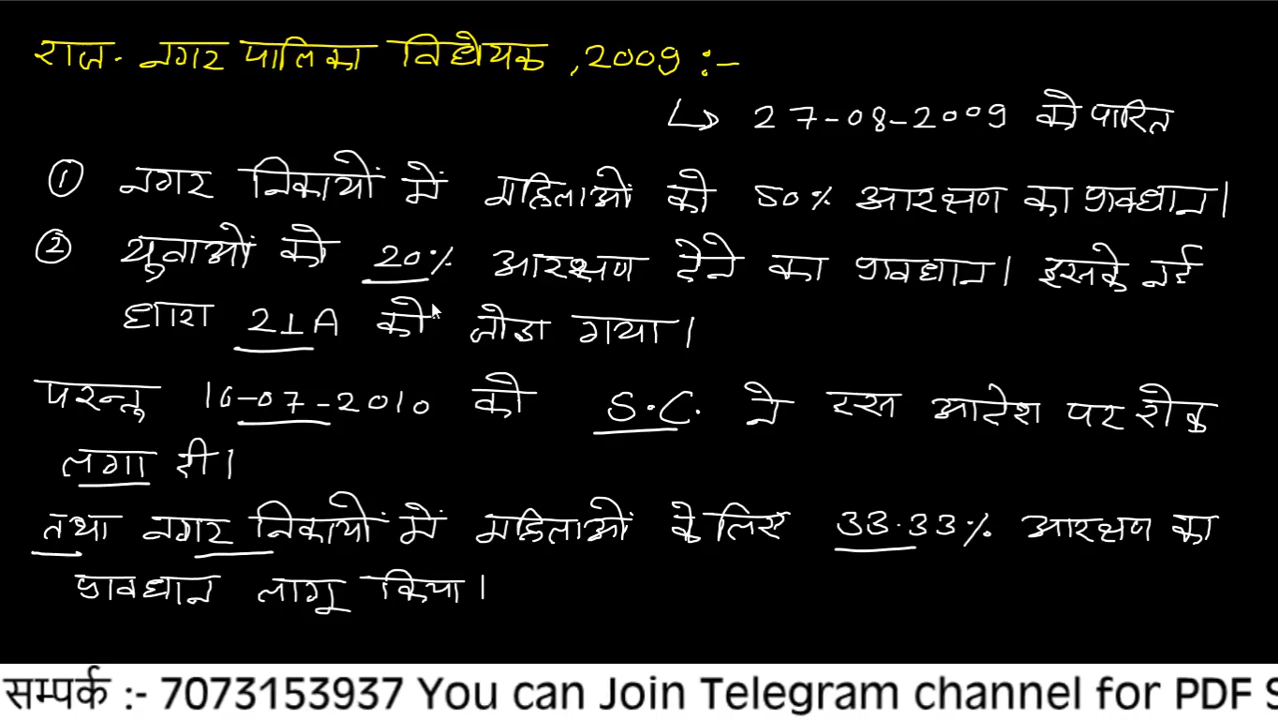 राज. नगर पालिका विधेयक ,2009 :-
↳ 27-08-2009 को पारित
① नगर निकायों में महिलाओं को 50% आरक्षण का प्रावधान।
② युवाओं को 20% आरक्षण देने का प्रावधान। इसके नई
धारा 21A को जोडा गया।
परन्तु 16-07-2010 को S.C. ने इस आदेश पर रोक
लगा दी।
तथा नगर निकायों में महिलाओं के लिए 33.33% आरक्षण का
प्रावधान लागू किया।
सम्पर्क :- 7073153937 You can Join Telegram channel for PDF S